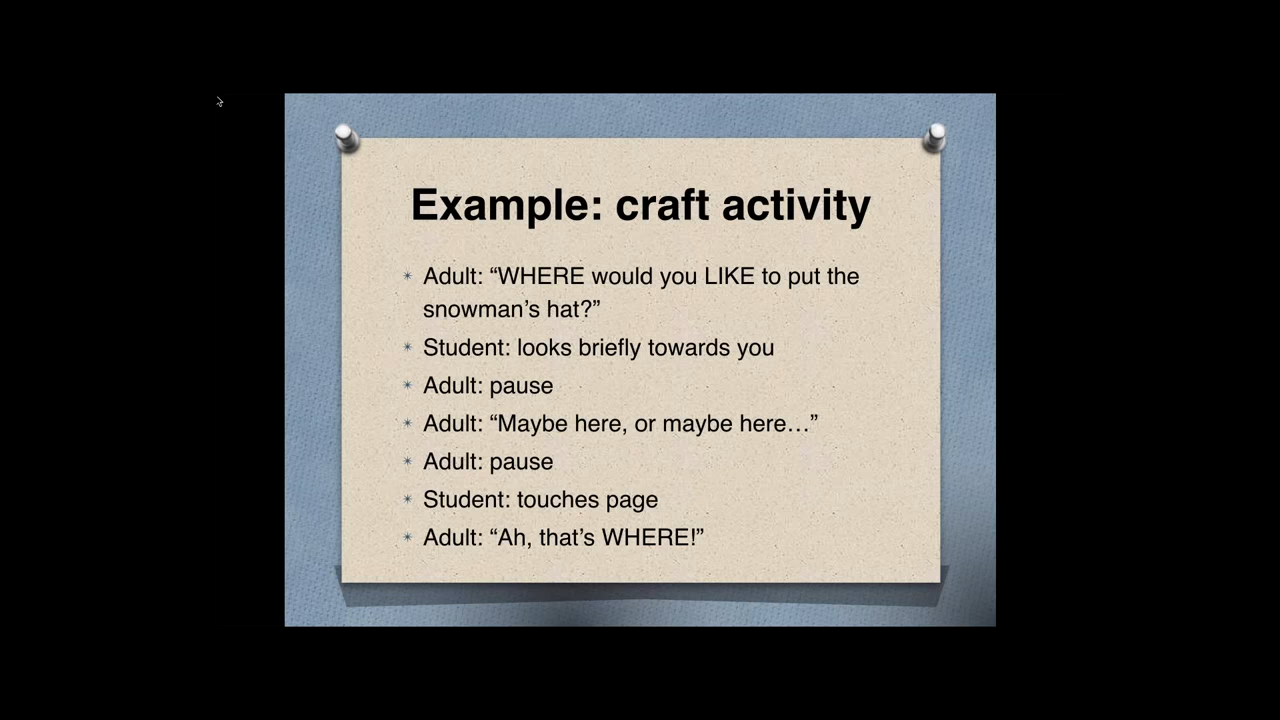 Example: craft activity
Adult: “WHERE would you LIKE to put the
snowman’s hat?”
Student: looks briefly towards you
Adult: pause
Adult: “Maybe here, or maybe here…”
Adult: pause
Student: touches page
Adult: “Ah, that’s WHERE!”